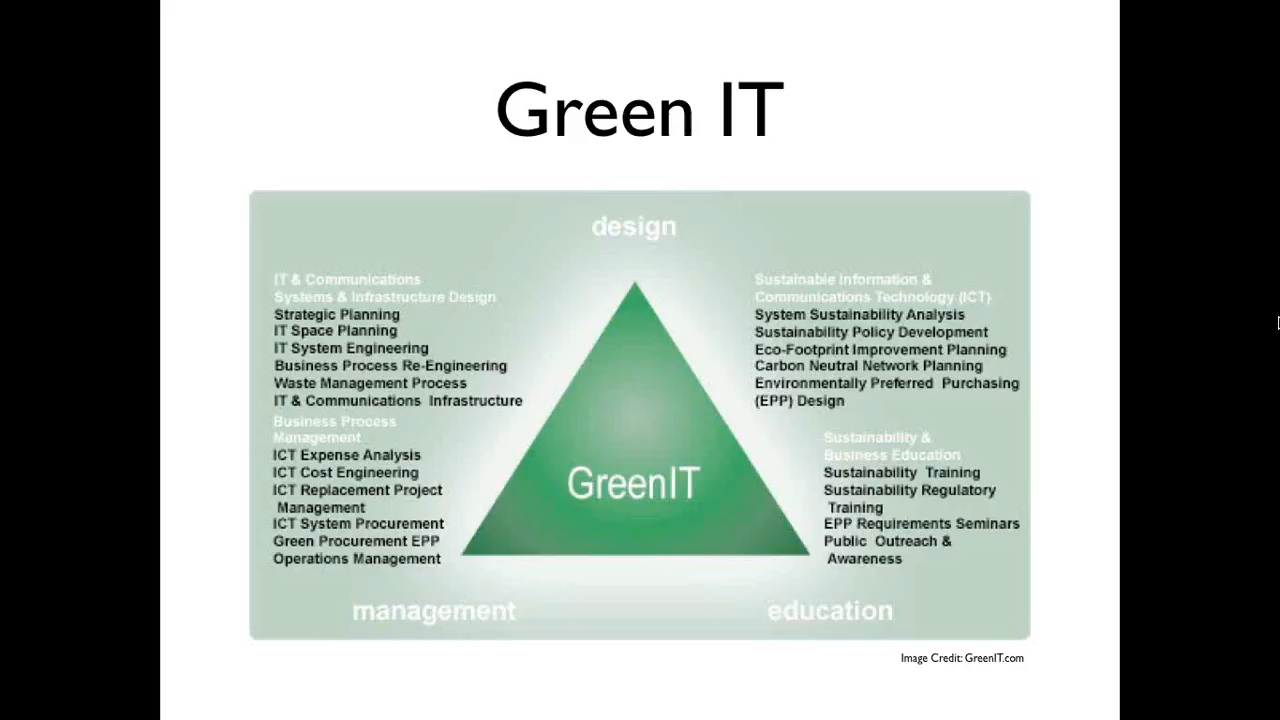 Green IT
design
IT & Communications
Systems & Infrastructure Design
Strategic Planning
IT Space Planning
IT System Engineering
Business Process Re-Engineering
Waste Management Process
IT & Communications Infrastructure
Business Process
Management
ICT Expense Analysis
ICT Cost Engineering
ICT Replacement Project
Management
ICT System Procurement
Green Procurement EPP
Operations Management
Sustainable Information &
Communications Technology (ICT)
System Sustainability Analysis
Sustainability Policy Development
Eco-Footprint Improvement Planning
Carbon Neutral Network Planning
Environmentally Preferred Purchasing
(EPP) Design
Sustainability &
Business Education
Sustainability Training
Sustainability Regulatory
Training
EPP Requirements Seminars
Public Outreach &
Awareness
GreenIT
management
education
Image Credit: GreenIT.com